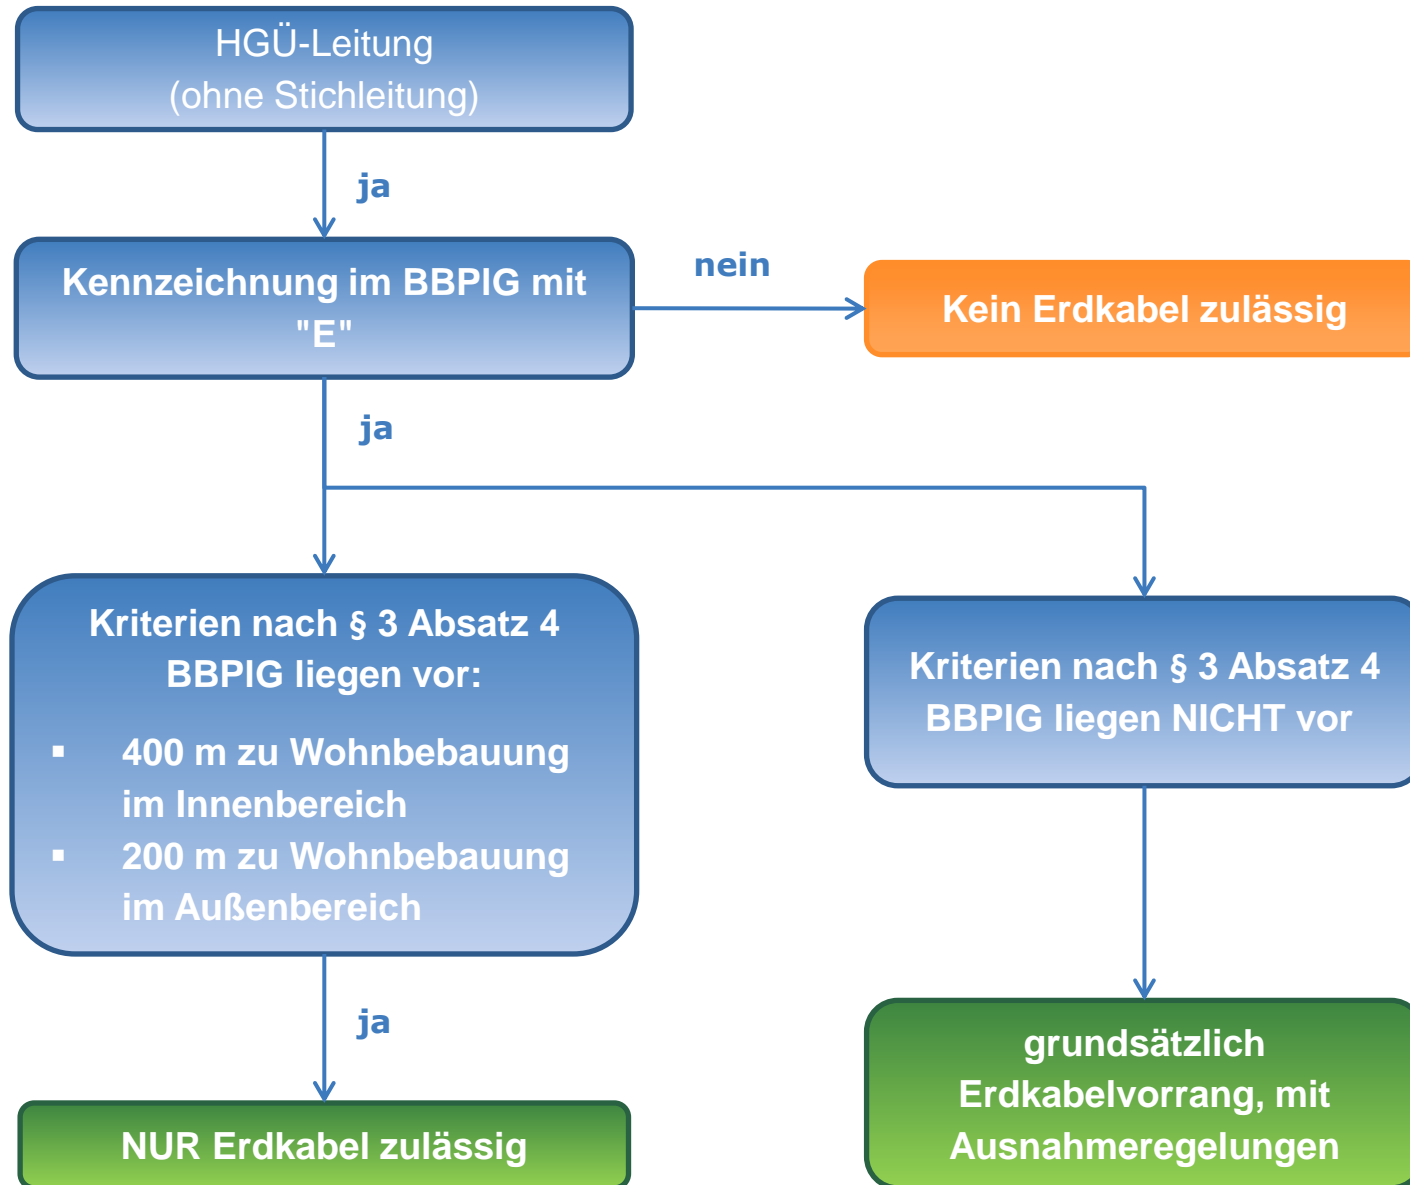 HGÜ-Leitung
(ohne Stichleitung)
ja
Kennzeichnung im BBPlG mit
"E"
nein
Kein Erdkabel zulässig
ja
Kriterien nach § 3 Absatz 4
BBPlG liegen vor:
▪ 400 m zu Wohnbebauung
im Innenbereich
▪ 200 m zu Wohnbebauung
im Außenbereich
Kriterien nach § 3 Absatz 4
BBPlG liegen NICHT vor
ja
NUR Erdkabel zulässig
grundsätzlich
Erdkabelvorrang, mit
Ausnahmeregelungen